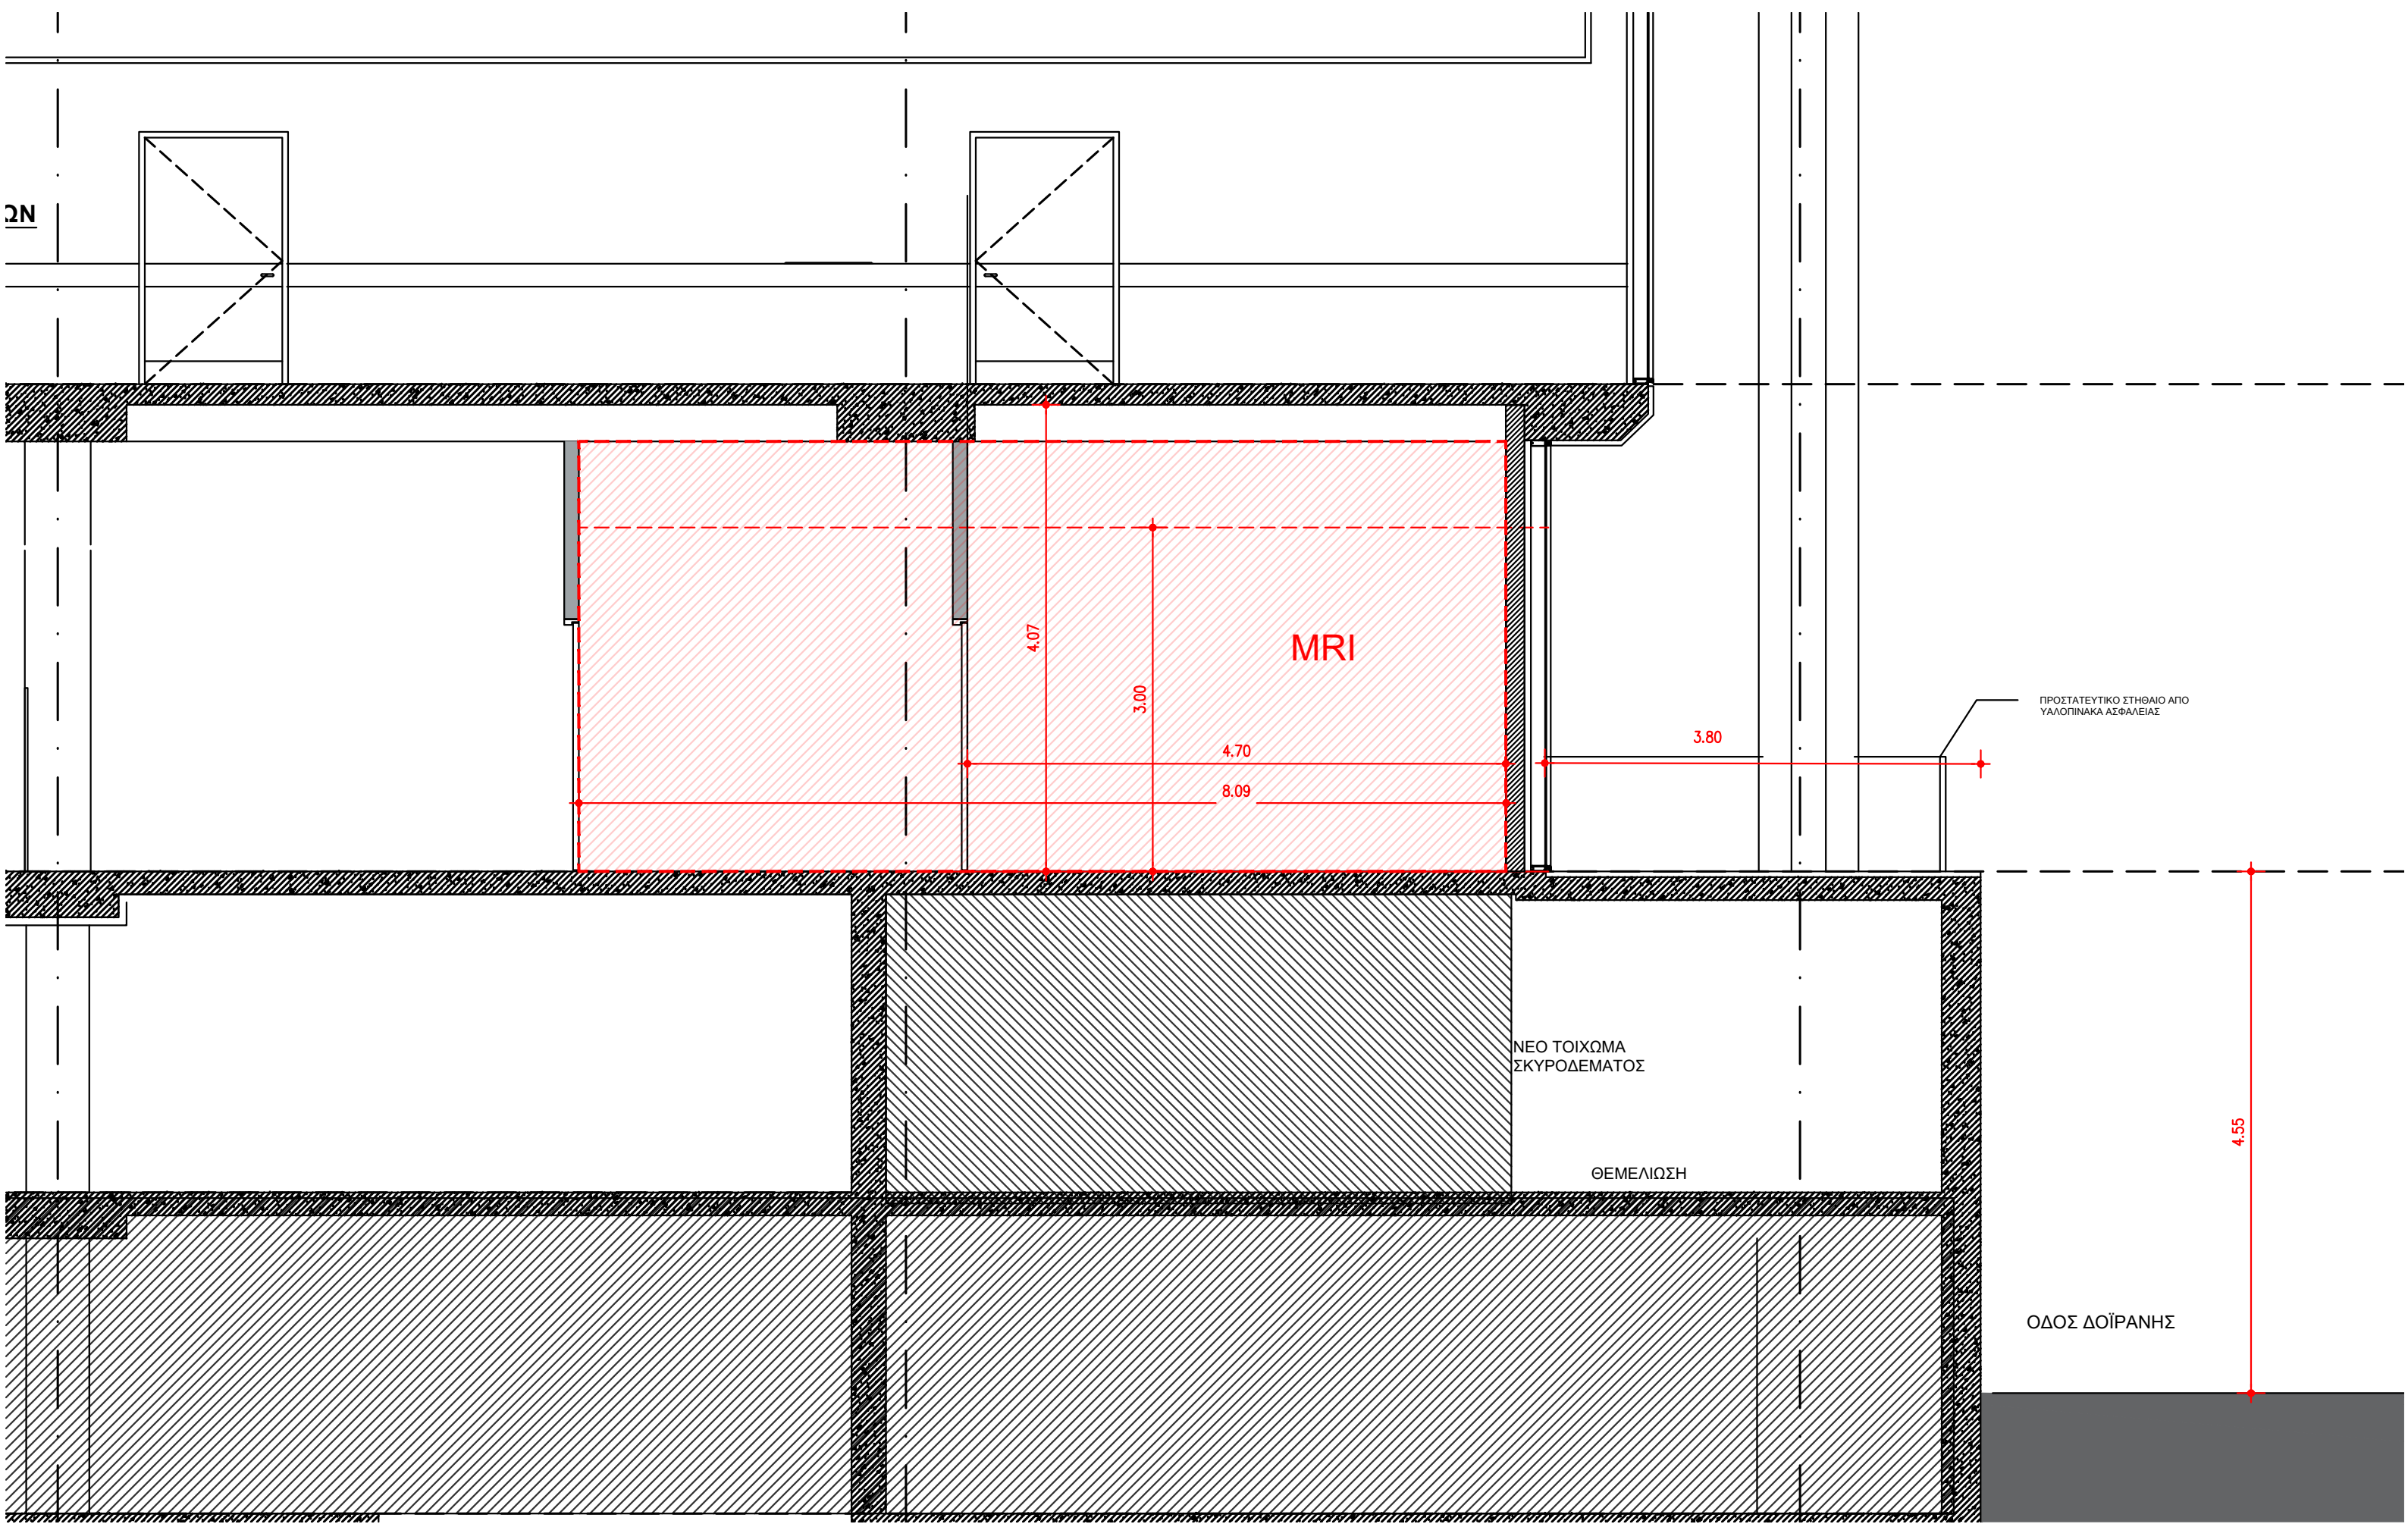 ΩΝ
4.07
MRI
3.00
ΠΡΟΣΤΑΤΕΥΤΙΚΟ ΣΤΗΘΑΙΟ ΑΠΟ
ΥΑΛΟΠΙΝΑΚΑ ΑΣΦΑΛΕΙΑΣ
3.80
4.70
8.09
ΝΕΟ ΤΟΙΧΩΜΑ
ΣΚΥΡΟΔΕΜΑΤΟΣ
4.55
ΘΕΜΕΛΙΩΣΗ
ΟΔΟΣ ΔΟΪΡΑΝΗΣ